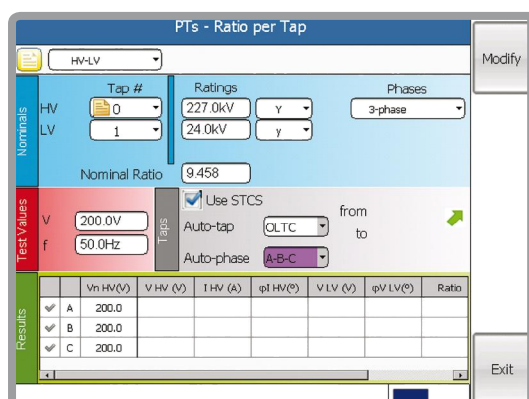 PTs - Ratio per Tap
HV-LV
Modify
Nominals
Tap #
Ratings
Phases
HV
0
227.0kV
Y
3-phase
LV
1
24.0kV
y
Nominal Ratio
9.458
Test Values
V
200.0V
f
50.0Hz
Taps
Use STCS
Auto-tap
OLTC
from
to
Auto-phase
A-B-C
Results
Vn HV(V) V HV (V) I HV (A) φI HV(º) V LV (V) φV LV(º) Ratio
A 200.0
B 200.0
C 200.0
Exit